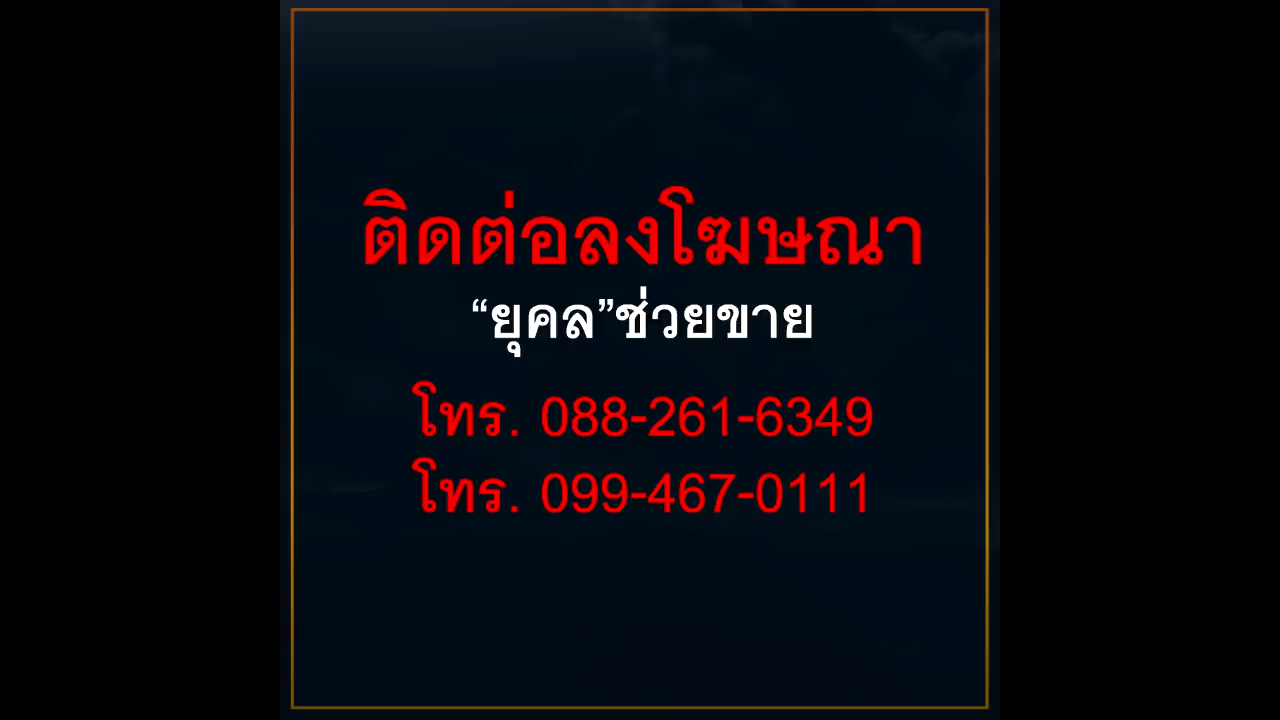 ติดต่อลงโฆษณา
“ยุคล”ช่วยขาย
โทร. 088-261-6349
โทร. 099-467-0111